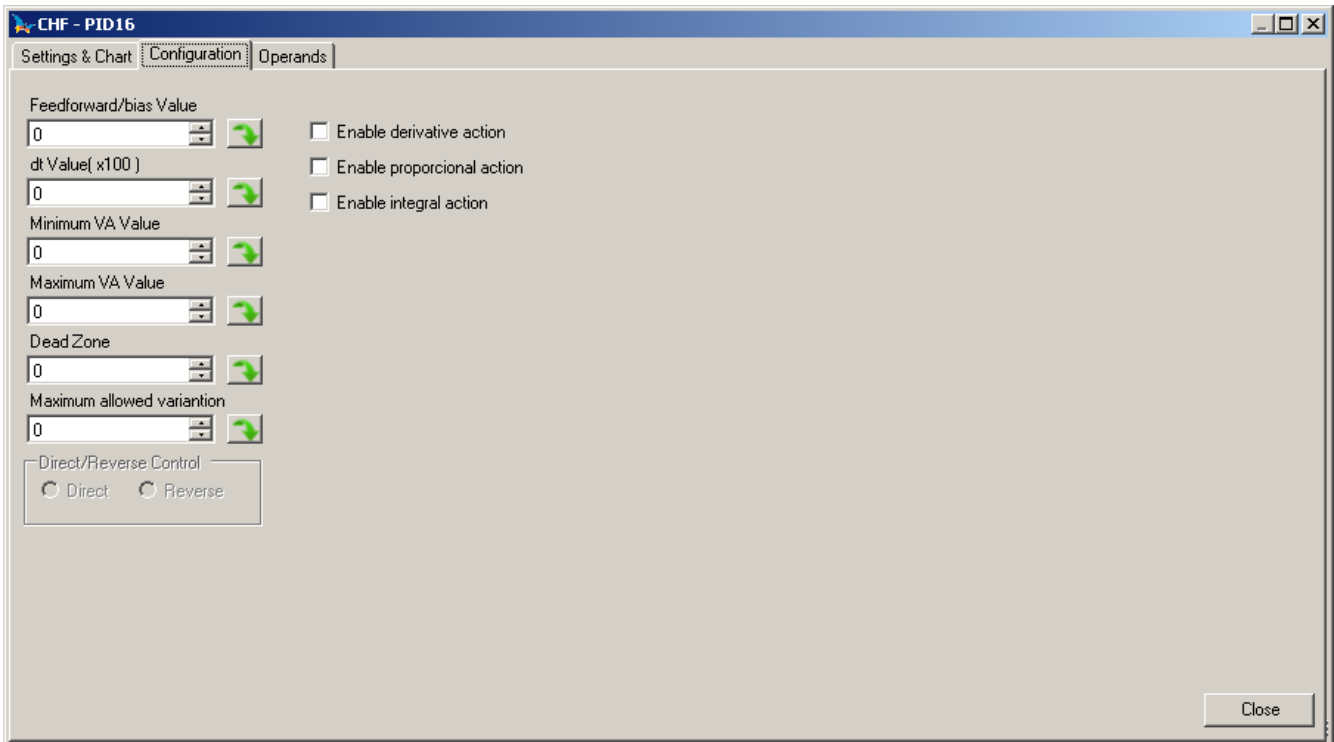 CHF - PID16
Settings & Chart Configuration Operands
Feedforward/bias Value
0
Enable derivative action
dt Value( x100 )
Enable proporcional action
0
Enable integral action
Minimum VA Value
0
Maximum VA Value
0
Dead Zone
0
Maximum allowed variantion
0
Direct/Reverse Control
Direct Reverse
Close